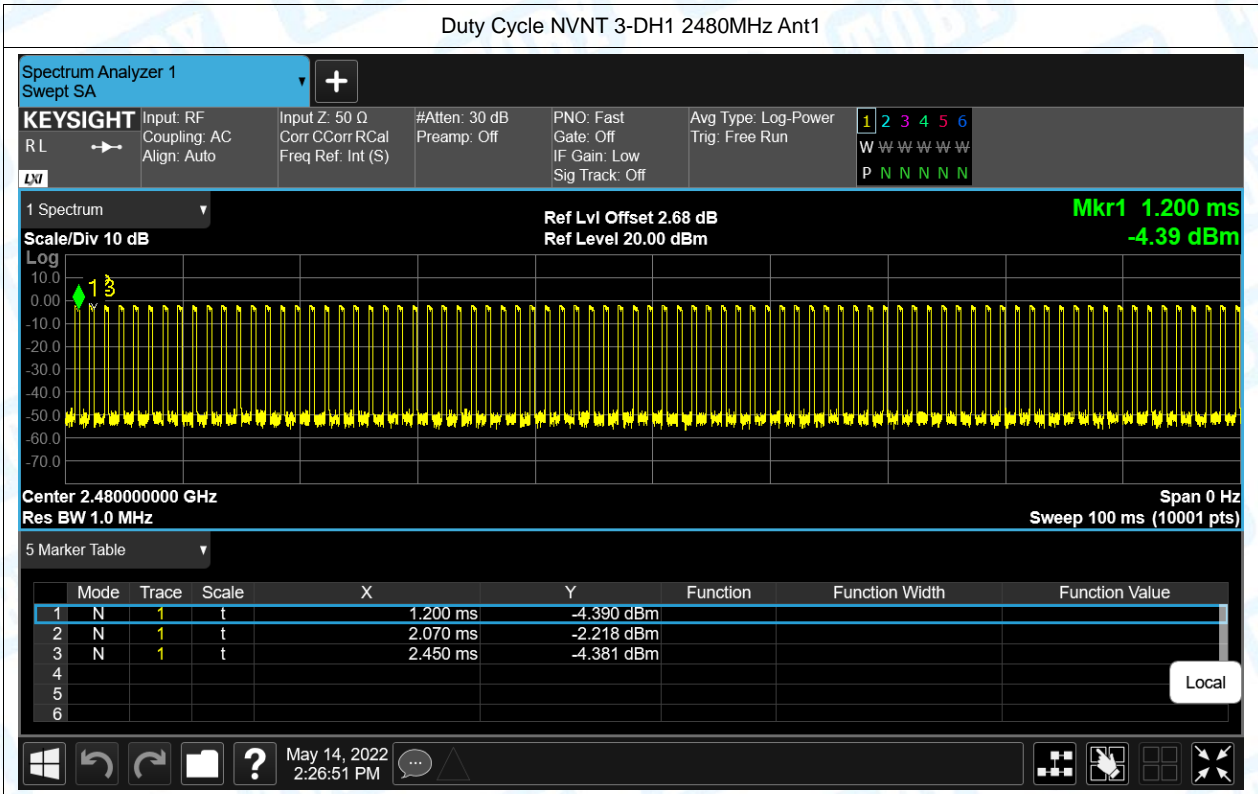 Duty Cycle NVNT 3-DH1 2480MHz Ant1
Spectrum Analyzer 1
Swept SA
KEYSIGHT
RL
LXI
Input: RF
Coupling: AC
Align: Auto
Input Z: 50 Ω
Corr CCorr RCal
Freq Ref: Int (S)
#Atten: 30 dB
Preamp: Off
PNO: Fast
Gate: Off
IF Gain: Low
Sig Track: Off
Avg Type: Log-Power
Trig: Free Run
1 2 3 4 5 6
W W W W W W
P N N N N N
1 Spectrum
Scale/Div 10 dB
Ref Lvl Offset 2.68 dB
Ref Level 20.00 dBm
Mkr1 1.200 ms
-4.39 dBm
Log
10.0
0.00
-10.0
-20.0
-30.0
-40.0
-50.0
-60.0
-70.0
1 3
Center 2.480000000 GHz
Res BW 1.0 MHz
Span 0 Hz
Sweep 100 ms (10001 pts)
5 Marker Table
Mode Trace Scale X Y Function Function Width Function Value
1 N 1 t 1.200 ms -4.390 dBm
2 N 1 t 2.070 ms -2.218 dBm
3 N 1 t 2.450 ms -4.381 dBm
4
5
6
Local
?
May 14, 2022
2:26:51 PM